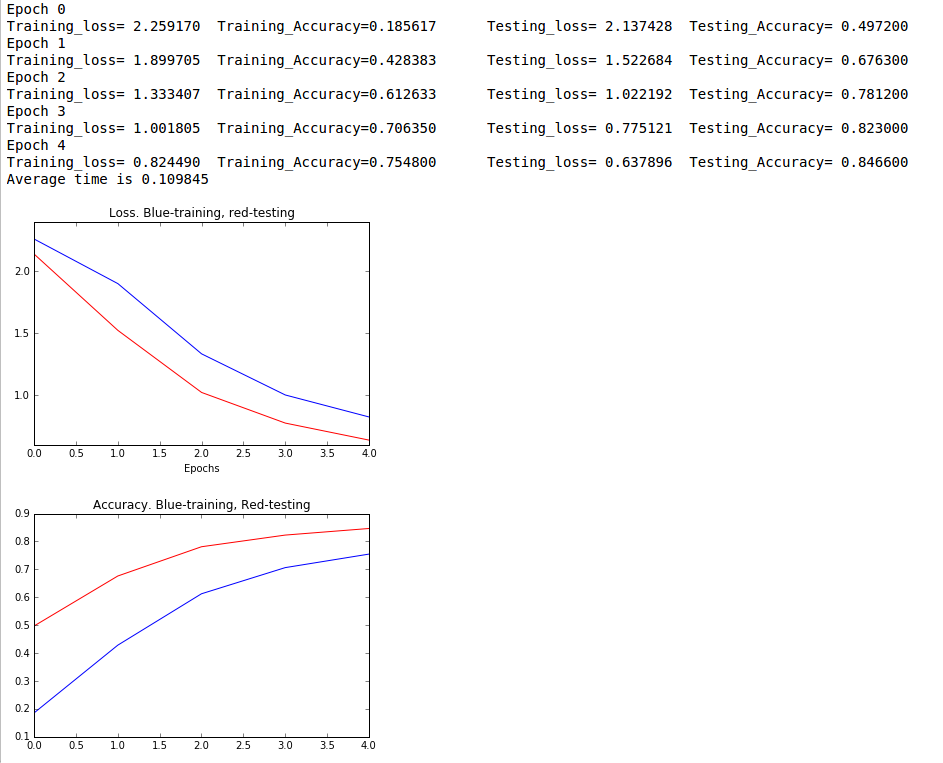 Epoch 0
Training_loss= 2.259170  Training_Accuracy=0.185617      Testing_loss= 2.137428  Testing_Accuracy= 0.497200
Epoch 1
Training_loss= 1.899705  Training_Accuracy=0.428383      Testing_loss= 1.522684  Testing_Accuracy= 0.676300
Epoch 2
Training_loss= 1.333407  Training_Accuracy=0.612633      Testing_loss= 1.022192  Testing_Accuracy= 0.781200
Epoch 3
Training_loss= 1.001805  Training_Accuracy=0.706350      Testing_loss= 0.775121  Testing_Accuracy= 0.823000
Epoch 4
Training_loss= 0.824490  Training_Accuracy=0.754800      Testing_loss= 0.637896  Testing_Accuracy= 0.846600
Average time is 0.109845
Loss. Blue-training, red-testing
2.0
1.5
1.0
0.0 0.5 1.0 1.5 2.0 2.5 3.0 3.5 4.0
Epochs
Accuracy. Blue-training, Red-testing
0.9
0.8
0.7
0.6
0.5
0.4
0.3
0.2
0.1
0.0 0.5 1.0 1.5 2.0 2.5 3.0 3.5 4.0